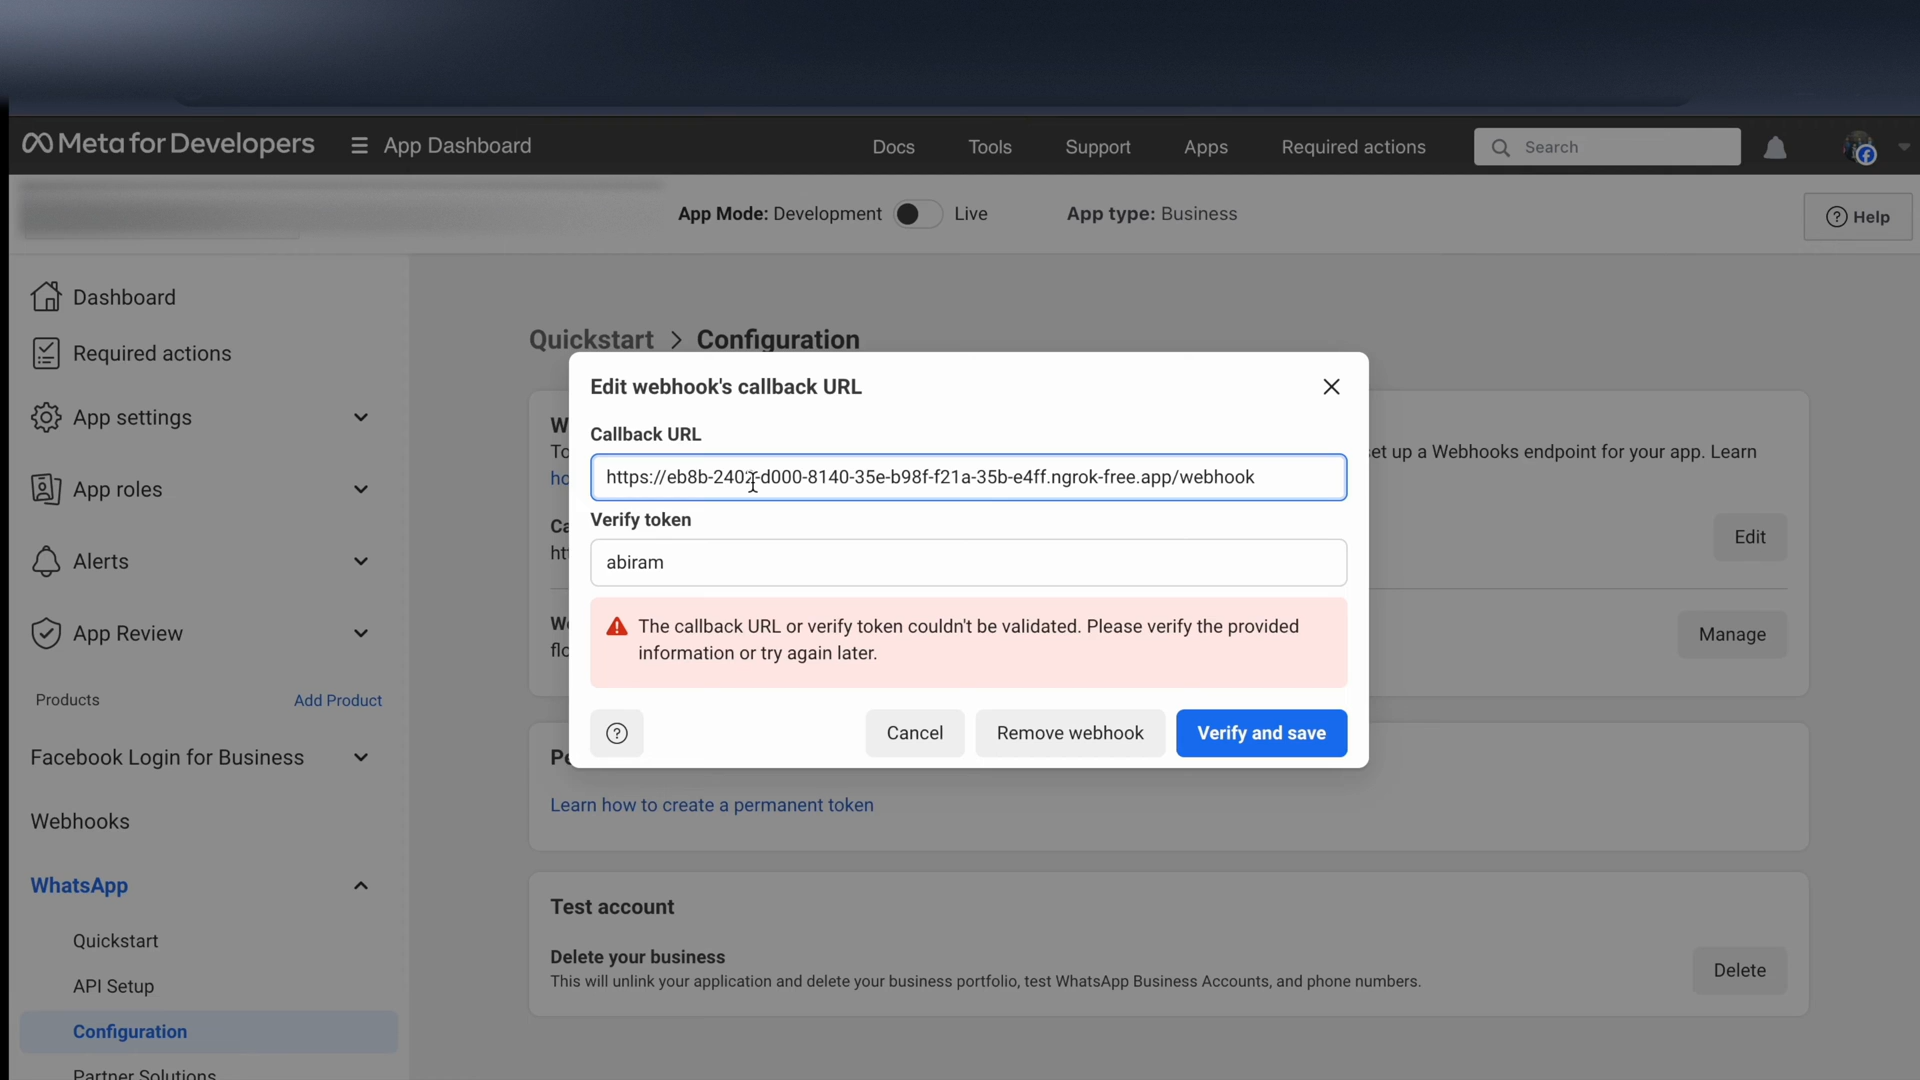 Meta for Developers
App Dashboard
Docs
Tools
Support
Apps
Required actions
Search
App Mode: Development
Live
App type: Business
Help
Dashboard
Required actions
App settings
App roles
Alerts
App Review
Products
Add Product
Facebook Login for Business
Webhooks
WhatsApp
Quickstart
API Setup
Configuration
Partner Solutions
Quickstart > Configuration
et up a Webhooks endpoint for your app. Learn
Edit
Manage
Edit webhook's callback URL
Callback URL
https://eb8b-2402-d000-8140-35e-b98f-f21a-35b-e4ff.ngrok-free.app/webhook
Verify token
abiram
The callback URL or verify token couldn't be validated. Please verify the provided
information or try again later.
Cancel
Remove webhook
Verify and save
Learn how to create a permanent token
Test account
Delete your business
This will unlink your application and delete your business portfolio, test WhatsApp Business Accounts, and phone numbers.
Delete